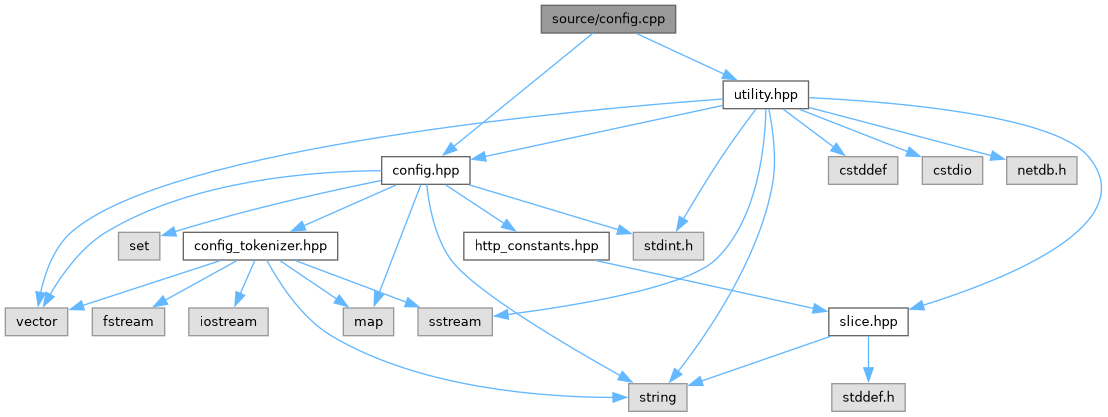 source/config.cpp
utility.hpp
config.hpp
cstddef
cstdio
netdb.h
set
config_tokenizer.hpp
http_constants.hpp
stdint.h
vector
fstream
iostream
map
sstream
slice.hpp
string
stddef.h